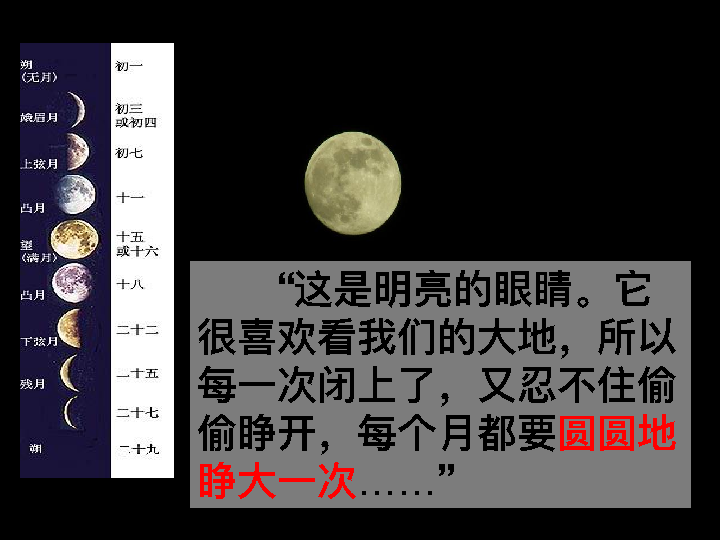 朔
(无月)
初一
娥眉月
初三
或初四
上弦月
初七
凸月
十一
望
(满月)
十五
或十六
凸月
十八
下弦月
二十二
残月
二十五
二十七
朔
二十九
“这是明亮的眼睛。它
很喜欢看我们的大地，所以
每一次闭上了，又忍不住偷
偷睁开，每个月都要圆圆地
睁大一次……”